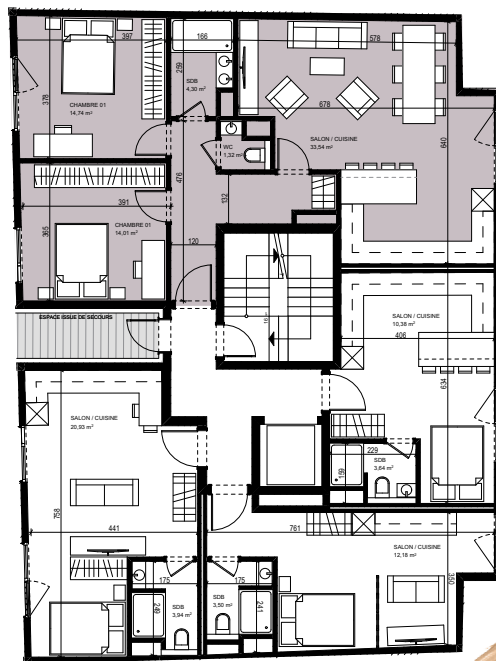 397
166
578
259
SDB
4,30 m²
378
CHAMBRE 01
14,74 m²
678
SALON / CUISINE
33,54 m²
640
WC
1,32 m²
476
132
391
365
CHAMBRE 01
14,01 m²
120
ESPACE ISSUE DE SECOURS
SALON / CUISINE
10,38 m²
406
634
SALON / CUISINE
20,93 m²
229
SDB
3,64 m²
159
758
441
761
SALON / CUISINE
12,18 m²
350
175
175
249
SDB
3,94 m²
SDB
3,50 m²
241